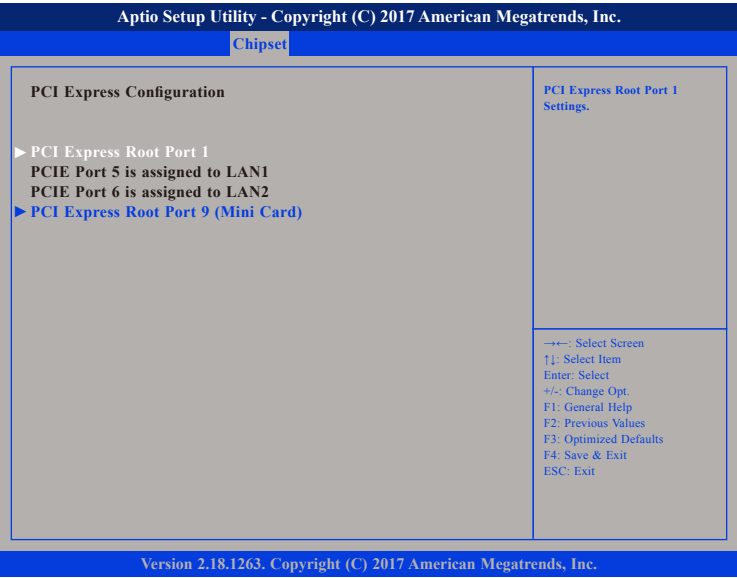 Aptio Setup Utility - Copyright (C) 2017 American Megatrends, Inc.
Chipset
PCI Express Configuration
► PCI Express Root Port 1
PCIE Port 5 is assigned to LAN1
PCIE Port 6 is assigned to LAN2
► PCI Express Root Port 9 (Mini Card)
PCI Express Root Port 1
Settings.
→←: Select Screen
↑↓: Select Item
Enter: Select
+/-: Change Opt.
F1: General Help
F2: Previous Values
F3: Optimized Defaults
F4: Save & Exit
ESC: Exit
Version 2.18.1263. Copyright (C) 2017 American Megatrends, Inc.